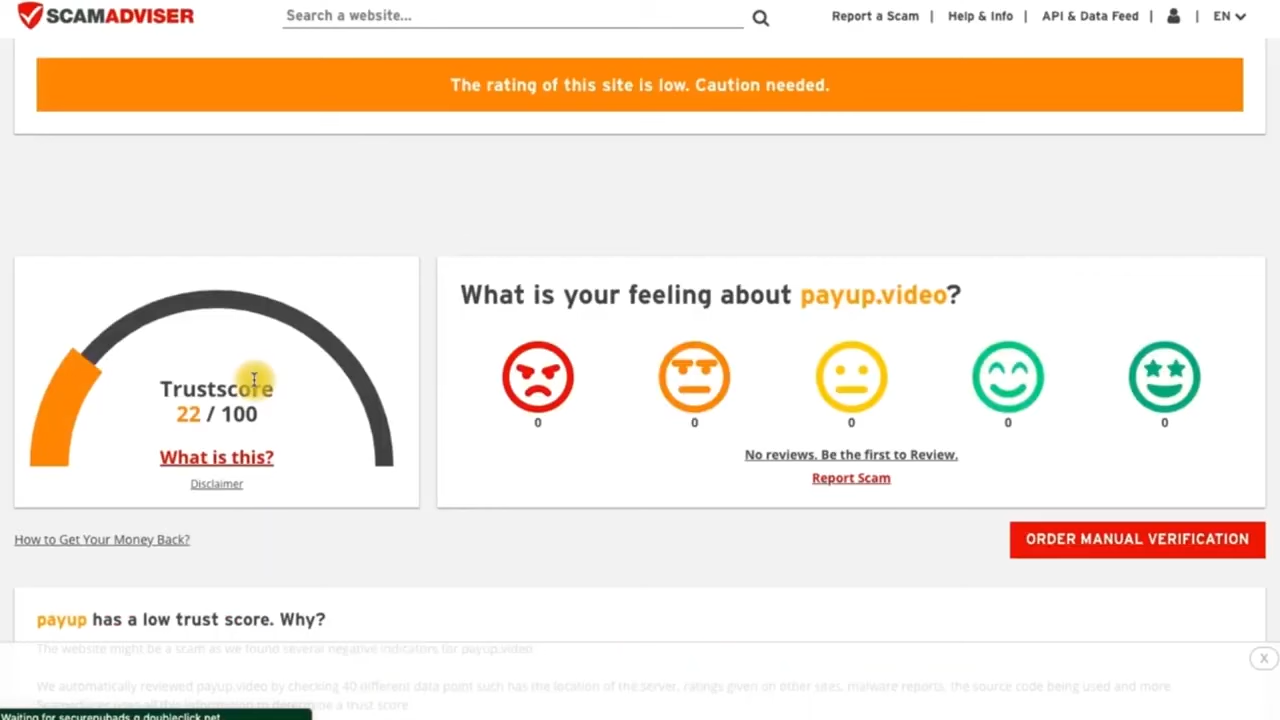 SCAMADVISER
Search a website...
Report a Scam | Help & Info | API & Data Feed | | EN
The rating of this site is low. Caution needed.
Trustscore
22 / 100
What is this?
Disclaimer
What is your feeling about payup.video?
0 0 0 0 0
No reviews. Be the first to Review.
Report Scam
How to Get Your Money Back?
ORDER MANUAL VERIFICATION
payup has a low trust score. Why?
The website might be a scam as we found several negative indicators for payup.video
X
We automatically reviewed payup.video by checking 40 different data point such has the location of the server, ratings given on other sites, malware reports, the source code being used and more
Scamadviser uses all this information to determine a trust score
Waiting for securepubads.g.doubleclick.net